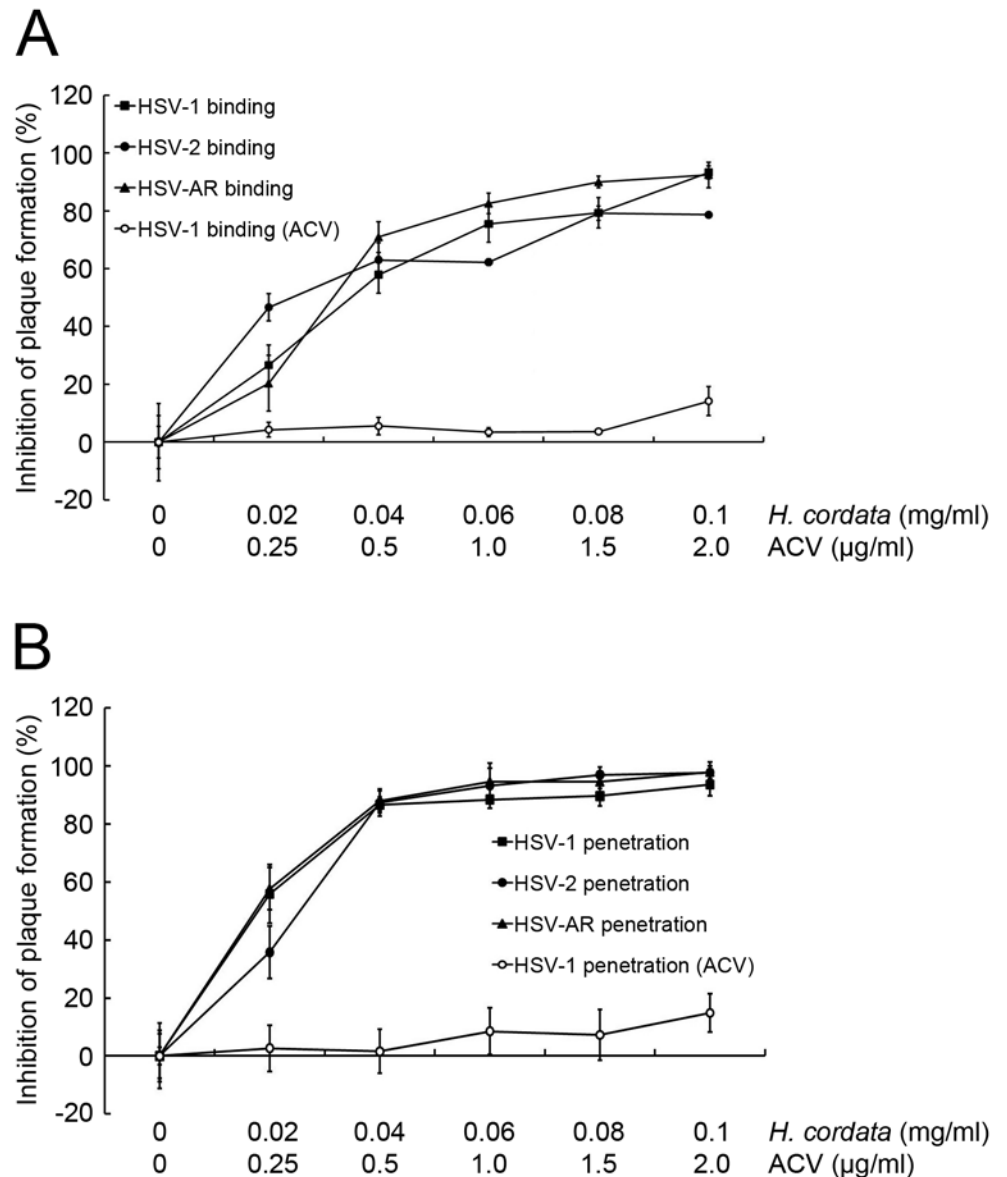 A
Inhibition of plaque formation (%)
120
100
80
60
40
20
0
-20
HSV-1 binding
HSV-2 binding
HSV-AR binding
HSV-1 binding (ACV)
0 0.02 0.04 0.06 0.08 0.1 H. cordata (mg/ml)
0 0.25 0.5 1.0 1.5 2.0 ACV (µg/ml)
B
Inhibition of plaque formation (%)
120
100
80
60
40
20
0
-20
HSV-1 penetration
HSV-2 penetration
HSV-AR penetration
HSV-1 penetration (ACV)
0 0.02 0.04 0.06 0.08 0.1 H. cordata (mg/ml)
0 0.25 0.5 1.0 1.5 2.0 ACV (µg/ml)